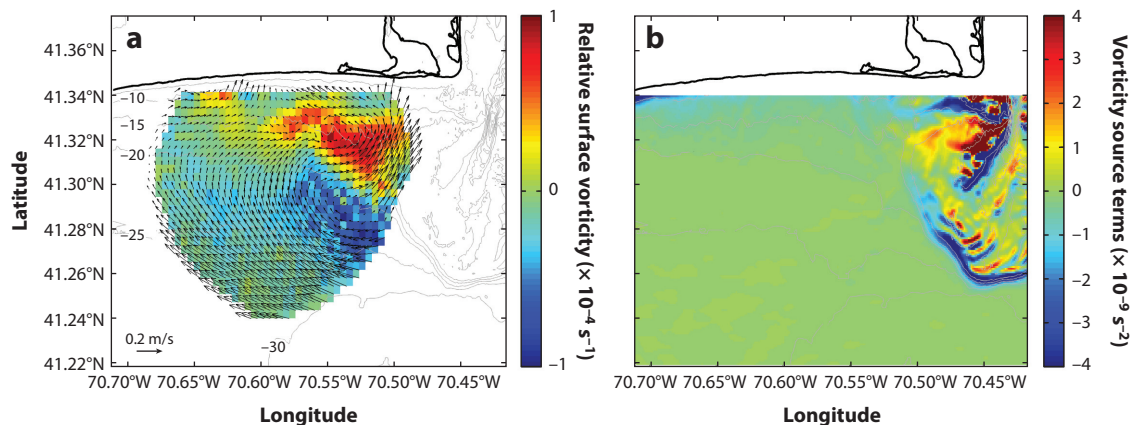 a
41.36°N
41.34°N
41.32°N
41.30°N
41.28°N
41.26°N
41.24°N
41.22°N
Latitude
−10
−15
−20
−25
−30
0.2 m/s
70.70°W 70.65°W 70.60°W 70.55°W 70.50°W 70.45°W
Longitude
1
0
−1
Relative surface vorticity (× 10⁻⁴ s⁻¹)
b
70.70°W 70.65°W 70.60°W 70.55°W 70.50°W 70.45°W
Longitude
4
3
2
1
0
−1
−2
−3
−4
Vorticity source terms (× 10⁻⁹ s⁻²)